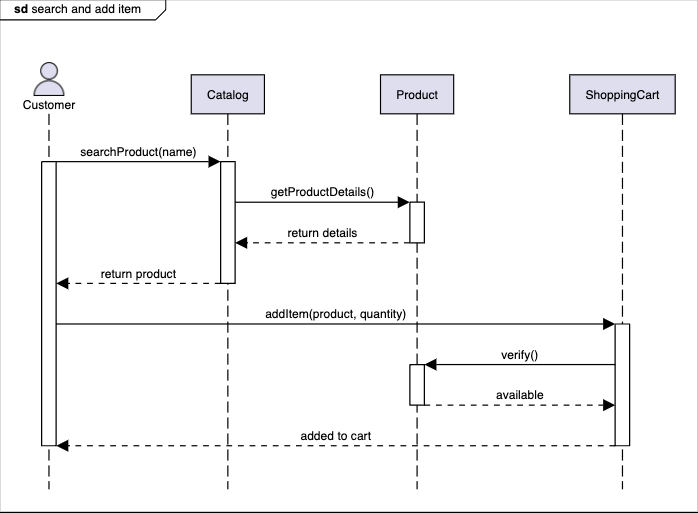 sd search and add item
Customer
Catalog
Product
ShoppingCart
searchProduct(name)
getProductDetails()
return details
return product
addItem(product, quantity)
verify()
available
added to cart